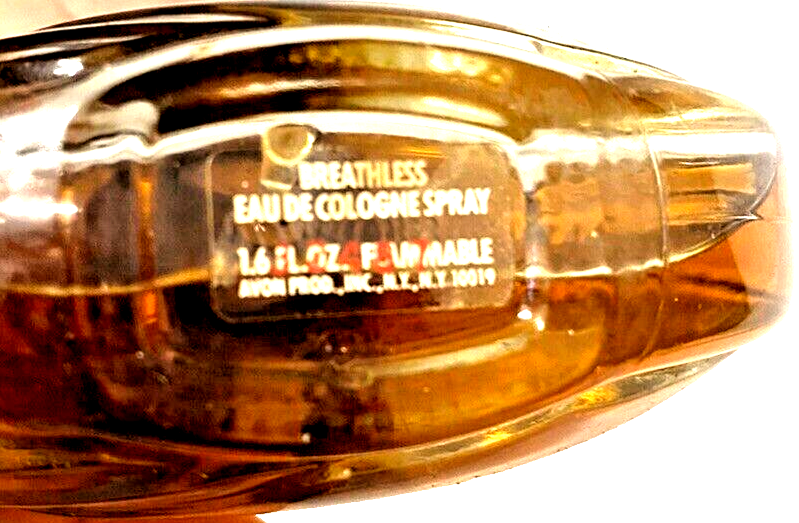 BREATHLESS
EAU DE COLOGNE SPRAY
1.6 FL. OZ. FLAMMABLE
AVON PROD., INC., N.Y., N.Y. 10019